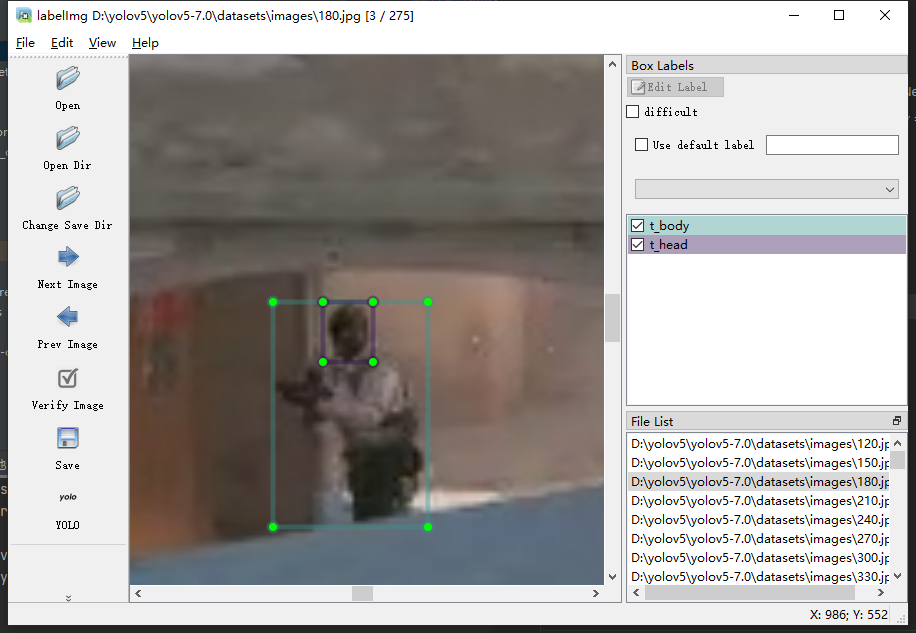 labelImg D:\yolov5\yolov5-7.0\datasets\images\180.jpg [3 / 275]
File Edit View Help
Open
Open Dir
Change Save Dir
Next Image
Prev Image
Verify Image
Save
yolo
YOLO
Box Labels
Edit Label
difficult
Use default label
t_body
t_head
File List
D:\yolov5\yolov5-7.0\datasets\images\120.jp
D:\yolov5\yolov5-7.0\datasets\images\150.jp
D:\yolov5\yolov5-7.0\datasets\images\180.jp
D:\yolov5\yolov5-7.0\datasets\images\210.jp
D:\yolov5\yolov5-7.0\datasets\images\240.jp
D:\yolov5\yolov5-7.0\datasets\images\270.jp
D:\yolov5\yolov5-7.0\datasets\images\300.jp
D:\yolov5\yolov5-7.0\datasets\images\330.jp
X: 986; Y: 552